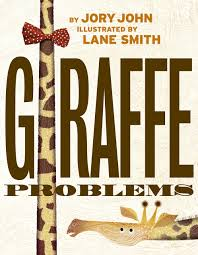 BY JORY JOHN
ILLUSTRATED BY
LANE SMITH
GIRAFFE
PROBLEMS